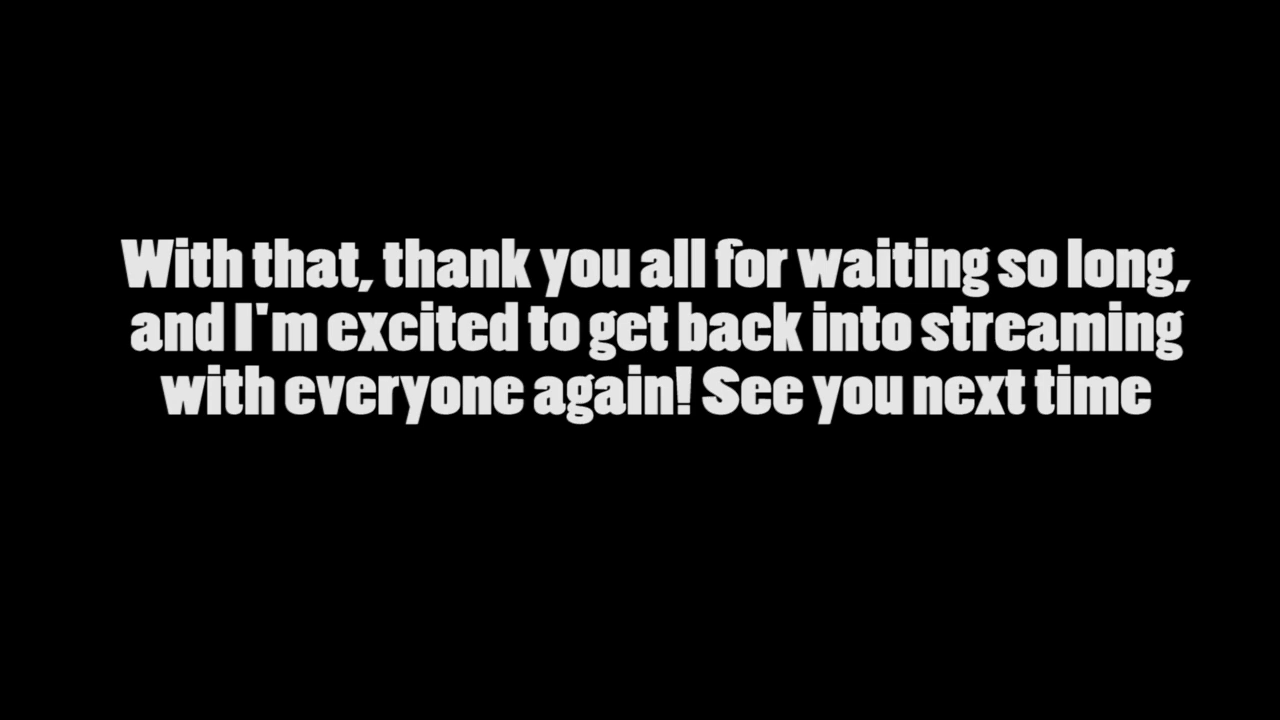 With that, thank you all for waiting so long,
and I'm excited to get back into streaming
with everyone again! See you next time